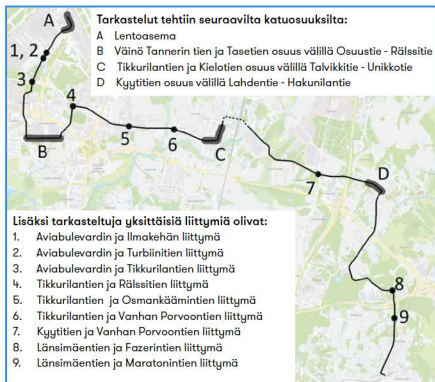 Tarkastelut tehtiin seuraavilta katuosuuksilta:
A Lentoasema
B Väinö Tannerin tien ja Tasetien osuus välillä Osuustie - Rälssitie
C Tikkurilantien ja Kielotien osuus välillä Talvikkitie - Unikkotie
D Kyytitien osuus välillä Lahdentie - Hakunilantie
A
1, 2
3
4
B
5
6
C
7
D
8
9
Lisäksi tarkasteltuja yksittäisiä liittymiä olivat:
1. Aviabulevardin ja Ilmakehän liittymä
2. Aviabulevardin ja Turbiinitien liittymä
3. Aviabulevardin ja Tikkurilantien liittymä
4. Tikkurilantien ja Rälssitien liittymä
5. Tikkurilantien ja Osmankäämintien liittymä
6. Tikkurilantien ja Vanhan Porvoontien liittymä
7. Kyytitien ja Vanhan Porvoontien liittymä
8. Länsimäentien ja Fazerintien liittymä
9. Länsimäentien ja Maratonintien liittymä